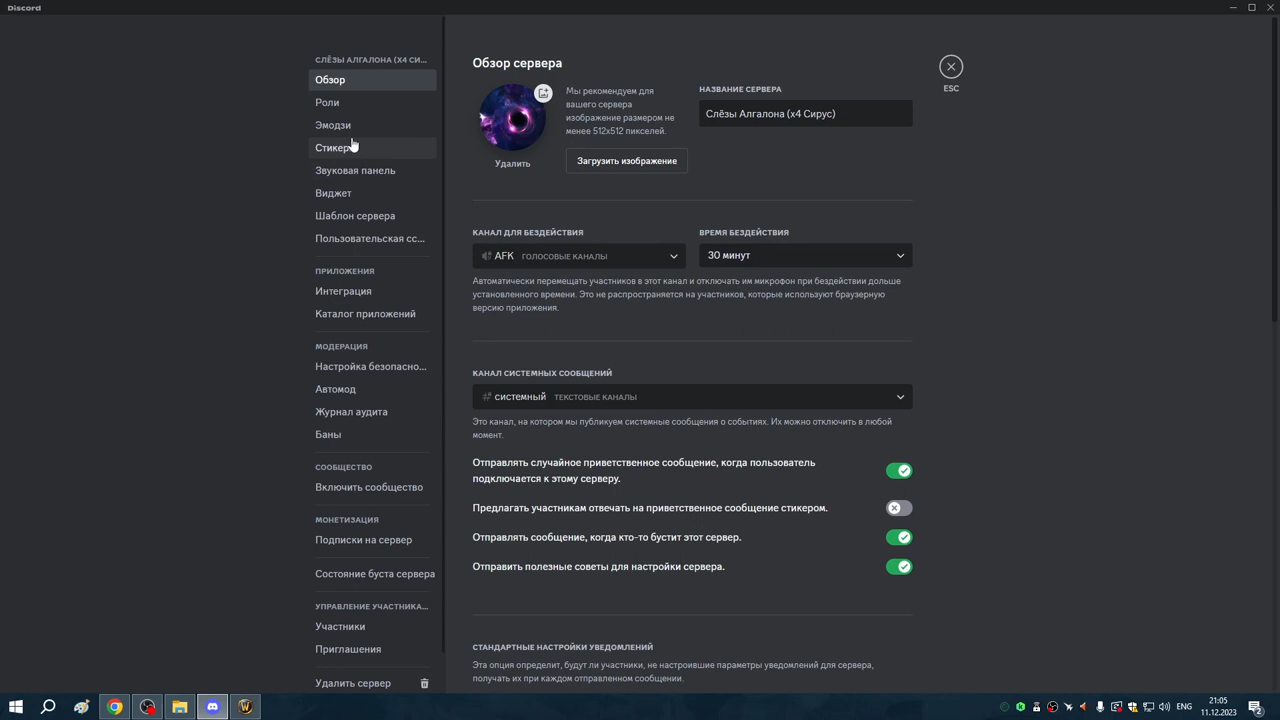 Discord
СЛЁЗЫ АЛГАЛОНА (X4 СИ...
Обзор
Роли
Эмодзи
Стикеры
Звуковая панель
Виджет
Шаблон сервера
Пользовательская сс...
ПРИЛОЖЕНИЯ
Интеграция
Каталог приложений
МОДЕРАЦИЯ
Настройка безопасно...
Автомод
Журнал аудита
Баны
СООБЩЕСТВО
Включить сообщество
МОНЕТИЗАЦИЯ
Подписки на сервер
Состояние буста сервера
УПРАВЛЕНИЕ УЧАСТНИКА...
Участники
Приглашения
Удалить сервер
Обзор сервера
Удалить
Мы рекомендуем для
вашего сервера
изображение размером не
менее 512x512 пикселей.
Загрузить изображение
НАЗВАНИЕ СЕРВЕРА
Слёзы Алгалона (x4 Сирус)
ESC
КАНАЛ ДЛЯ БЕЗДЕЙСТВИЯ
AFK ГОЛОСОВЫЕ КАНАЛЫ
ВРЕМЯ БЕЗДЕЙСТВИЯ
30 минут
Автоматически перемещать участников в этот канал и отключать им микрофон при бездействии дольше
установленного времени. Это не распространяется на участников, которые используют браузерную
версию приложения.
КАНАЛ СИСТЕМНЫХ СООБЩЕНИЙ
системный ТЕКСТОВЫЕ КАНАЛЫ
Это канал, на котором мы публикуем системные сообщения о событиях. Их можно отключить в любой
момент.
Отправлять случайное приветственное сообщение, когда пользователь
подключается к этому серверу.
Предлагать участникам отвечать на приветственное сообщение стикером.
Отправлять сообщение, когда кто-то бустит этот сервер.
Отправить полезные советы для настройки сервера.
СТАНДАРТНЫЕ НАСТРОЙКИ УВЕДОМЛЕНИЙ
Эта опция определит, будут ли участники, не настроившие параметры уведомлений для сервера,
получать их при каждом отправленном сообщении.
ENG
21:05
11.12.2023
2